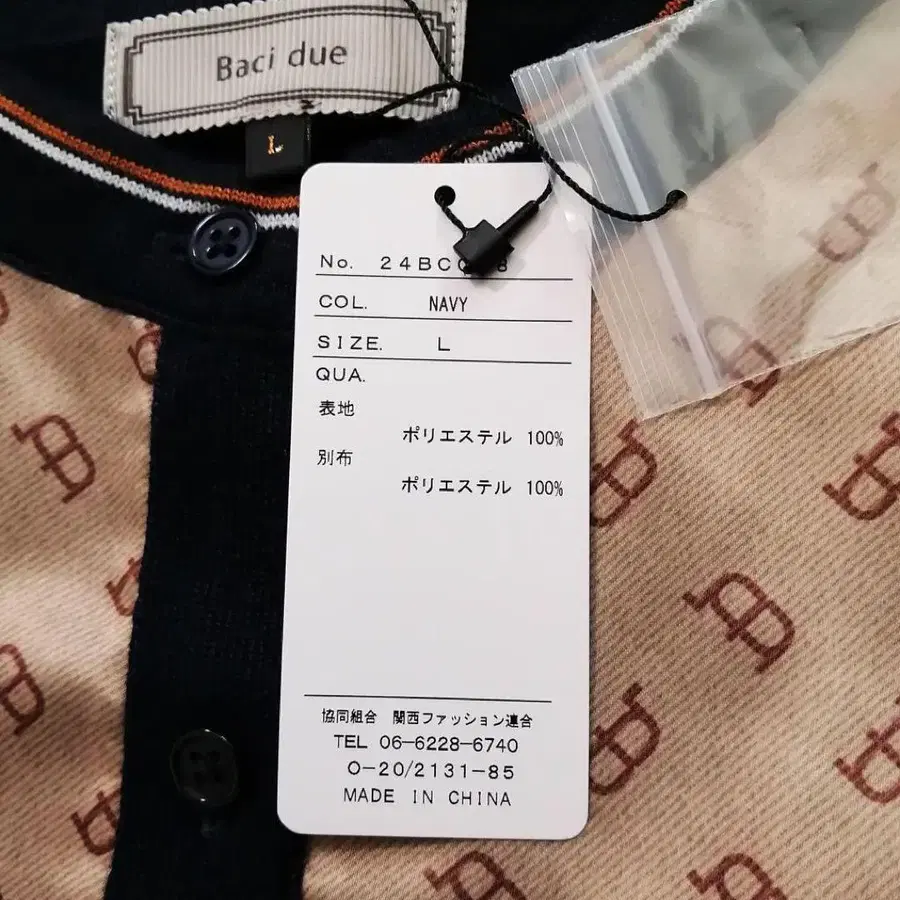 Baci due
L
No. 24BC
COL. NAVY
SIZE. L
QUA.
表地
ポリエステル 100%
別布
ポリエステル 100%
協同組合 関西ファッション連合
TEL 06-6228-6740
O-20/2131-85
MADE IN CHINA